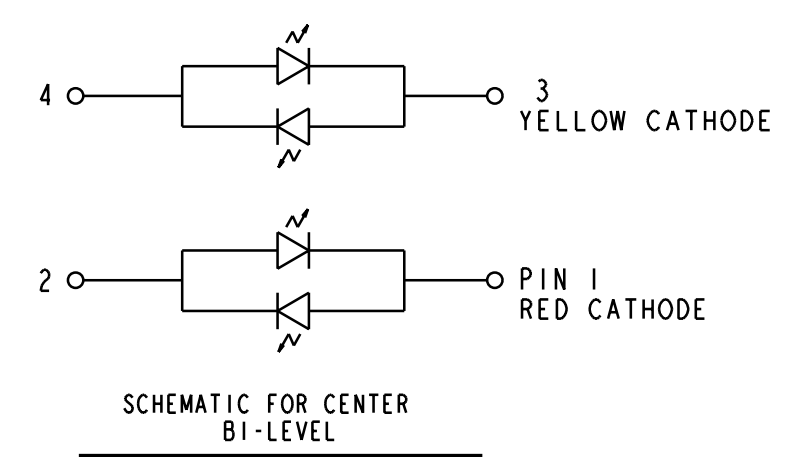 4
3
YELLOW CATHODE
2
PIN 1
RED CATHODE
SCHEMATIC FOR CENTER
BI-LEVEL